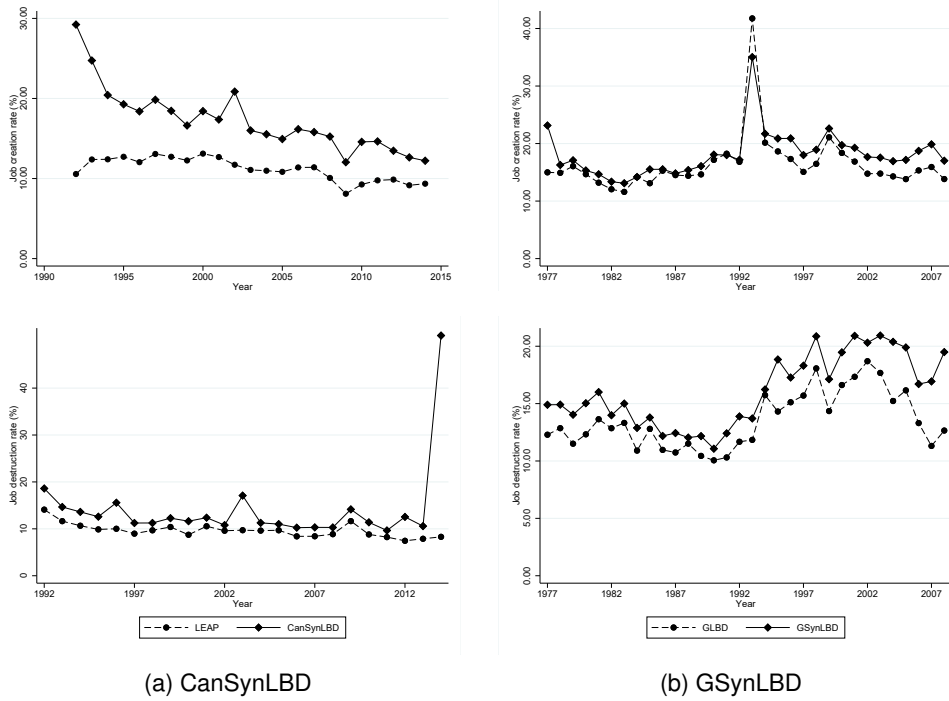 30.00
20.00
10.00
0.00
Job creation rate (%)
1990 1995 2000 2005 2010 2015
Year
40.00
30.00
20.00
10.00
0.00
Job creation rate (%)
1977 1982 1987 1992 1997 2002 2007
Year
40
30
20
10
0
Job destruction rate (%)
1992 1997 2002 2007 2012
Year
LEAP CanSynLBD
20.00
15.00
10.00
5.00
0.00
Job destruction rate (%)
1977 1982 1987 1992 1997 2002 2007
Year
GLBD GSynLBD
(a) CanSynLBD
(b) GSynLBD